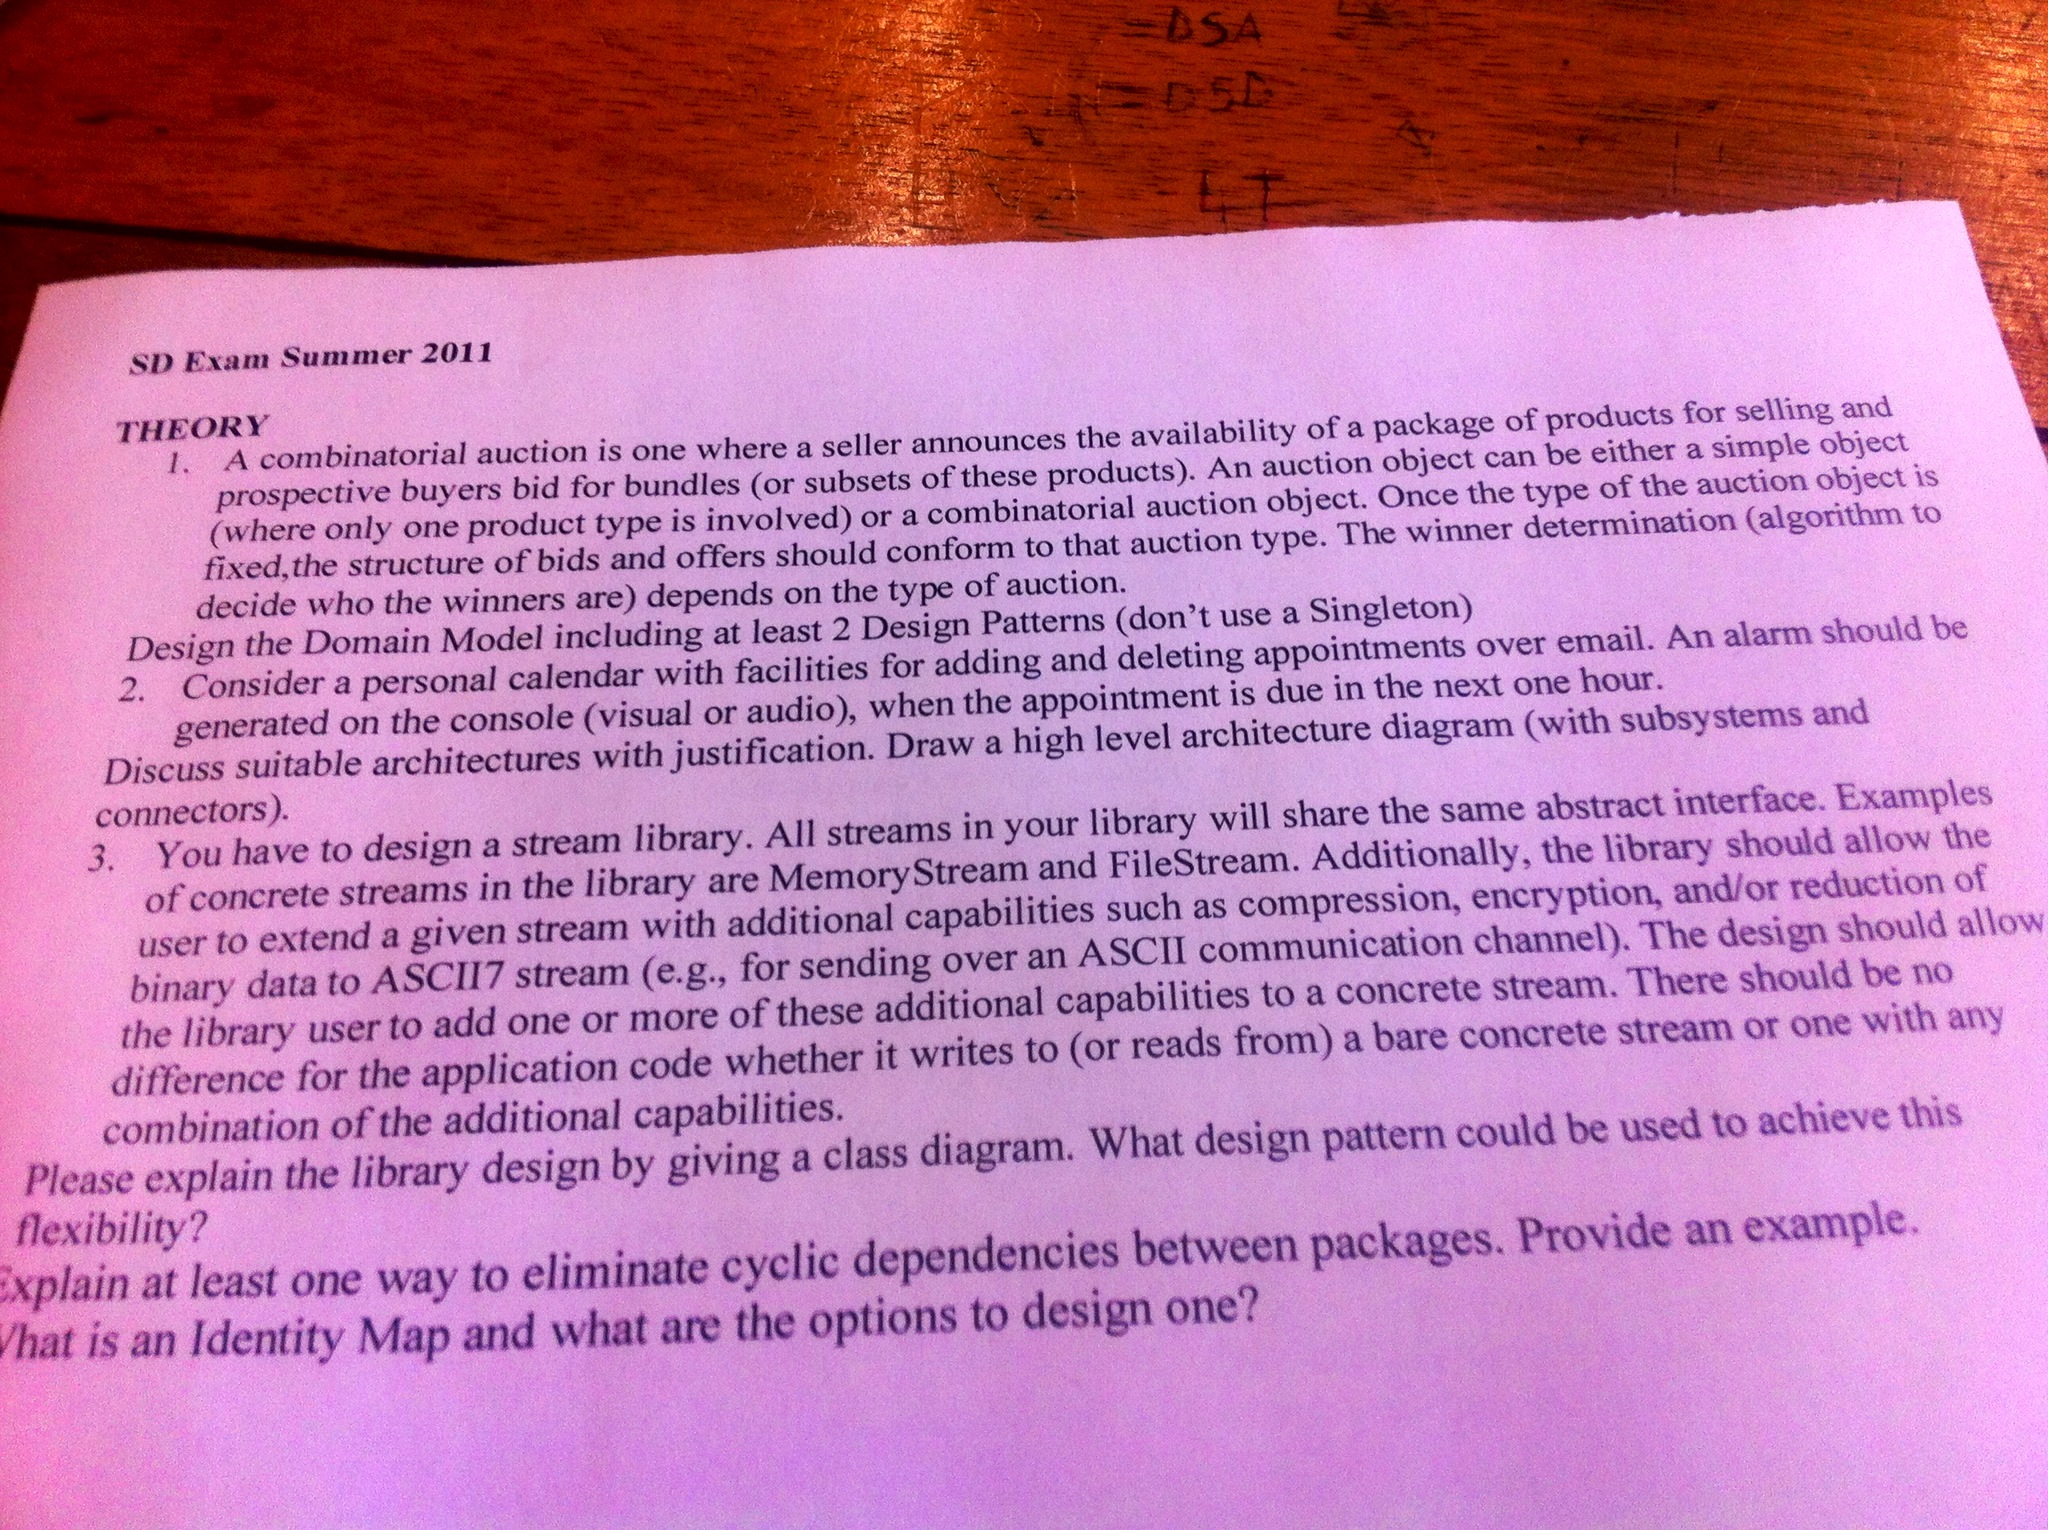 =DSA
=DSD
LT
SD Exam Summer 2011
THEORY
1. A combinatorial auction is one where a seller announces the availability of a package of products for selling and
prospective buyers bid for bundles (or subsets of these products). An auction object can be either a simple object
(where only one product type is involved) or a combinatorial auction object. Once the type of the auction object is
fixed,the structure of bids and offers should conform to that auction type. The winner determination (algorithm to
decide who the winners are) depends on the type of auction.
Design the Domain Model including at least 2 Design Patterns (don't use a Singleton)
2. Consider a personal calendar with facilities for adding and deleting appointments over email. An alarm should be
generated on the console (visual or audio), when the appointment is due in the next one hour.
Discuss suitable architectures with justification. Draw a high level architecture diagram (with subsystems and
connectors).
3. You have to design a stream library. All streams in your library will share the same abstract interface. Examples
of concrete streams in the library are MemoryStream and FileStream. Additionally, the library should allow the
user to extend a given stream with additional capabilities such as compression, encryption, and/or reduction of
binary data to ASCII7 stream (e.g., for sending over an ASCII communication channel). The design should allow
the library user to add one or more of these additional capabilities to a concrete stream. There should be no
difference for the application code whether it writes to (or reads from) a bare concrete stream or one with any
combination of the additional capabilities.
Please explain the library design by giving a class diagram. What design pattern could be used to achieve this
flexibility?
Explain at least one way to eliminate cyclic dependencies between packages. Provide an example.
What is an Identity Map and what are the options to design one?